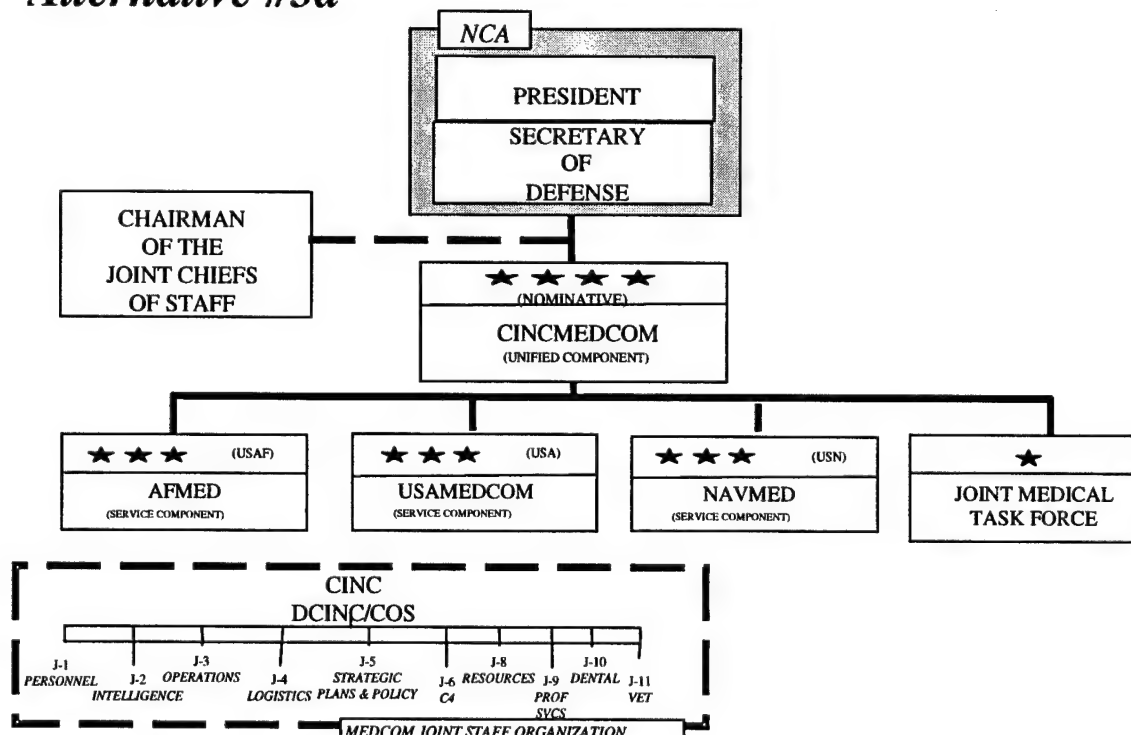 Alternative #3a
NCA
PRESIDENT
SECRETARY
OF
DEFENSE
CHAIRMAN
OF THE
JOINT CHIEFS
OF STAFF
(NOMINATIVE)
CINCMEDCOM
(UNIFIED COMPONENT)
(USAF)
AFMED
(SERVICE COMPONENT)
(USA)
USAMEDCOM
(SERVICE COMPONENT)
(USN)
NAVMED
(SERVICE COMPONENT)
JOINT MEDICAL
TASK FORCE
CINC
DCINC/COS
J-1
PERSONNEL
J-2
INTELLIGENCE
J-3
OPERATIONS
J-4
LOGISTICS
J-5
STRATEGIC
PLANS & POLICY
J-6
C4
J-8
RESOURCES
J-9
PROF
SVCS
J-10
DENTAL
J-11
VET
MEDCOM JOINT STAFF ORGANIZATION